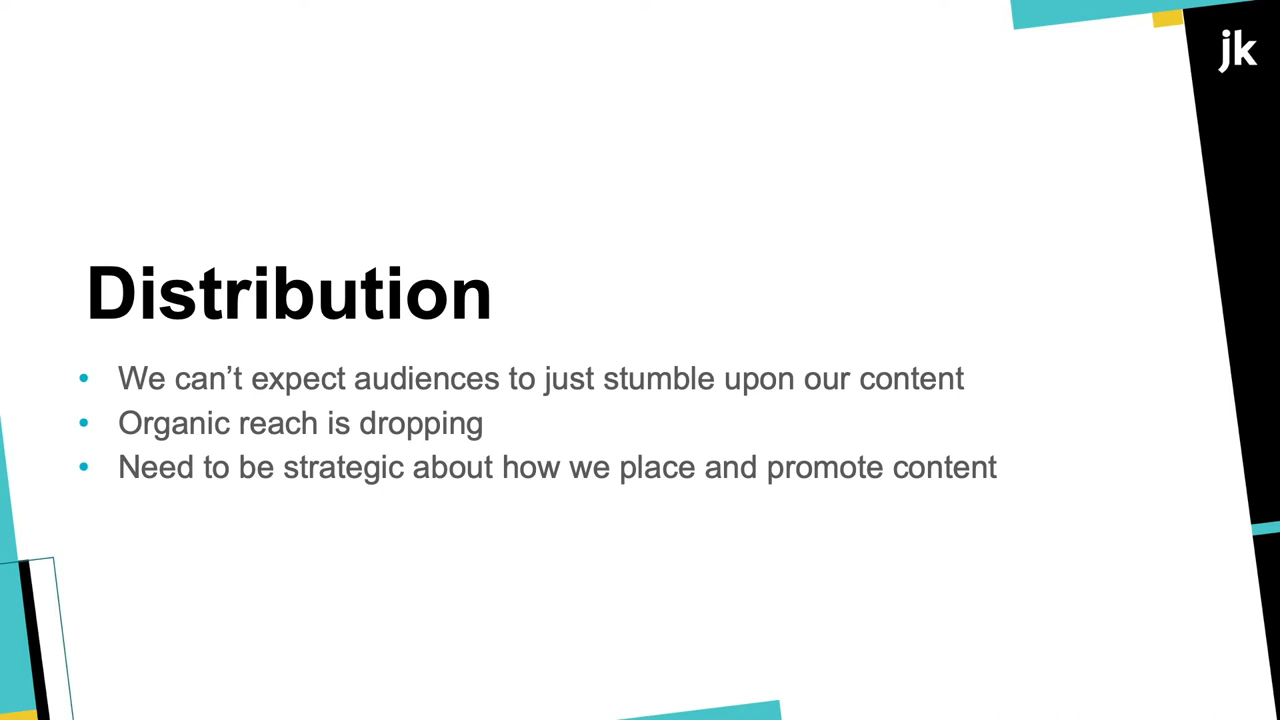 jk
Distribution
• We can’t expect audiences to just stumble upon our content
• Organic reach is dropping
• Need to be strategic about how we place and promote content